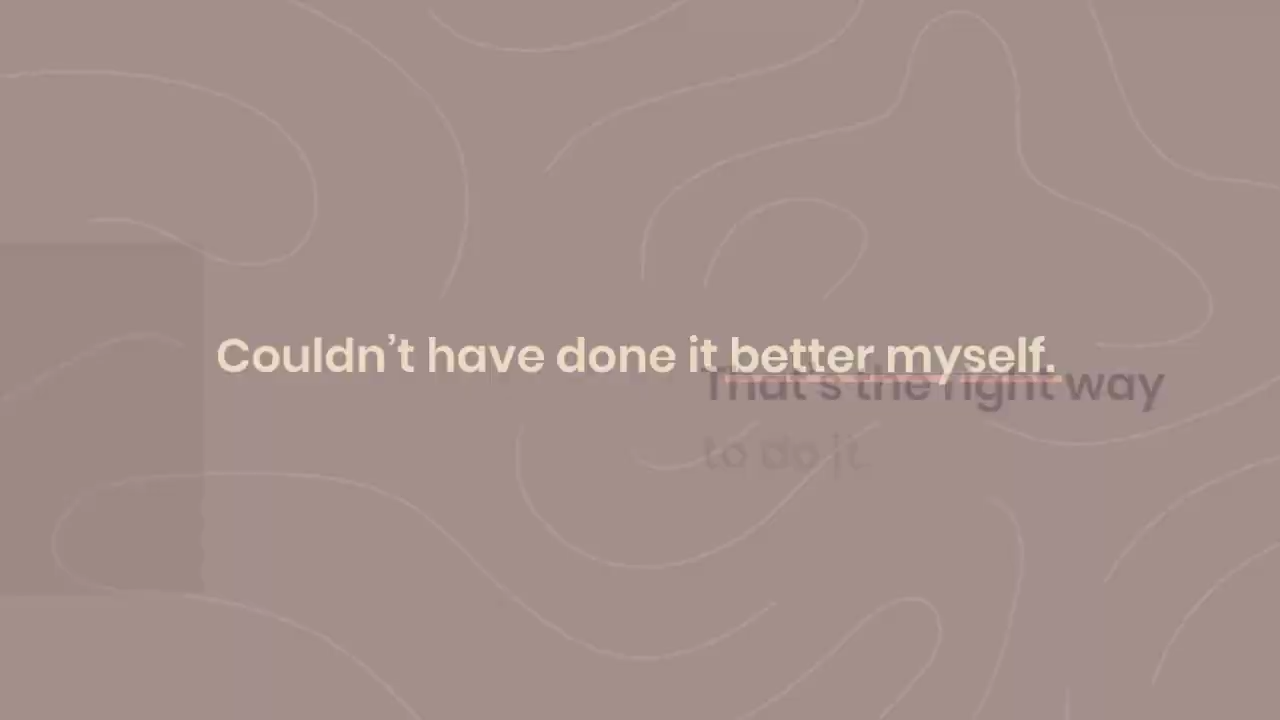 Couldn’t have done it better myself.
That's the right way
to do it.